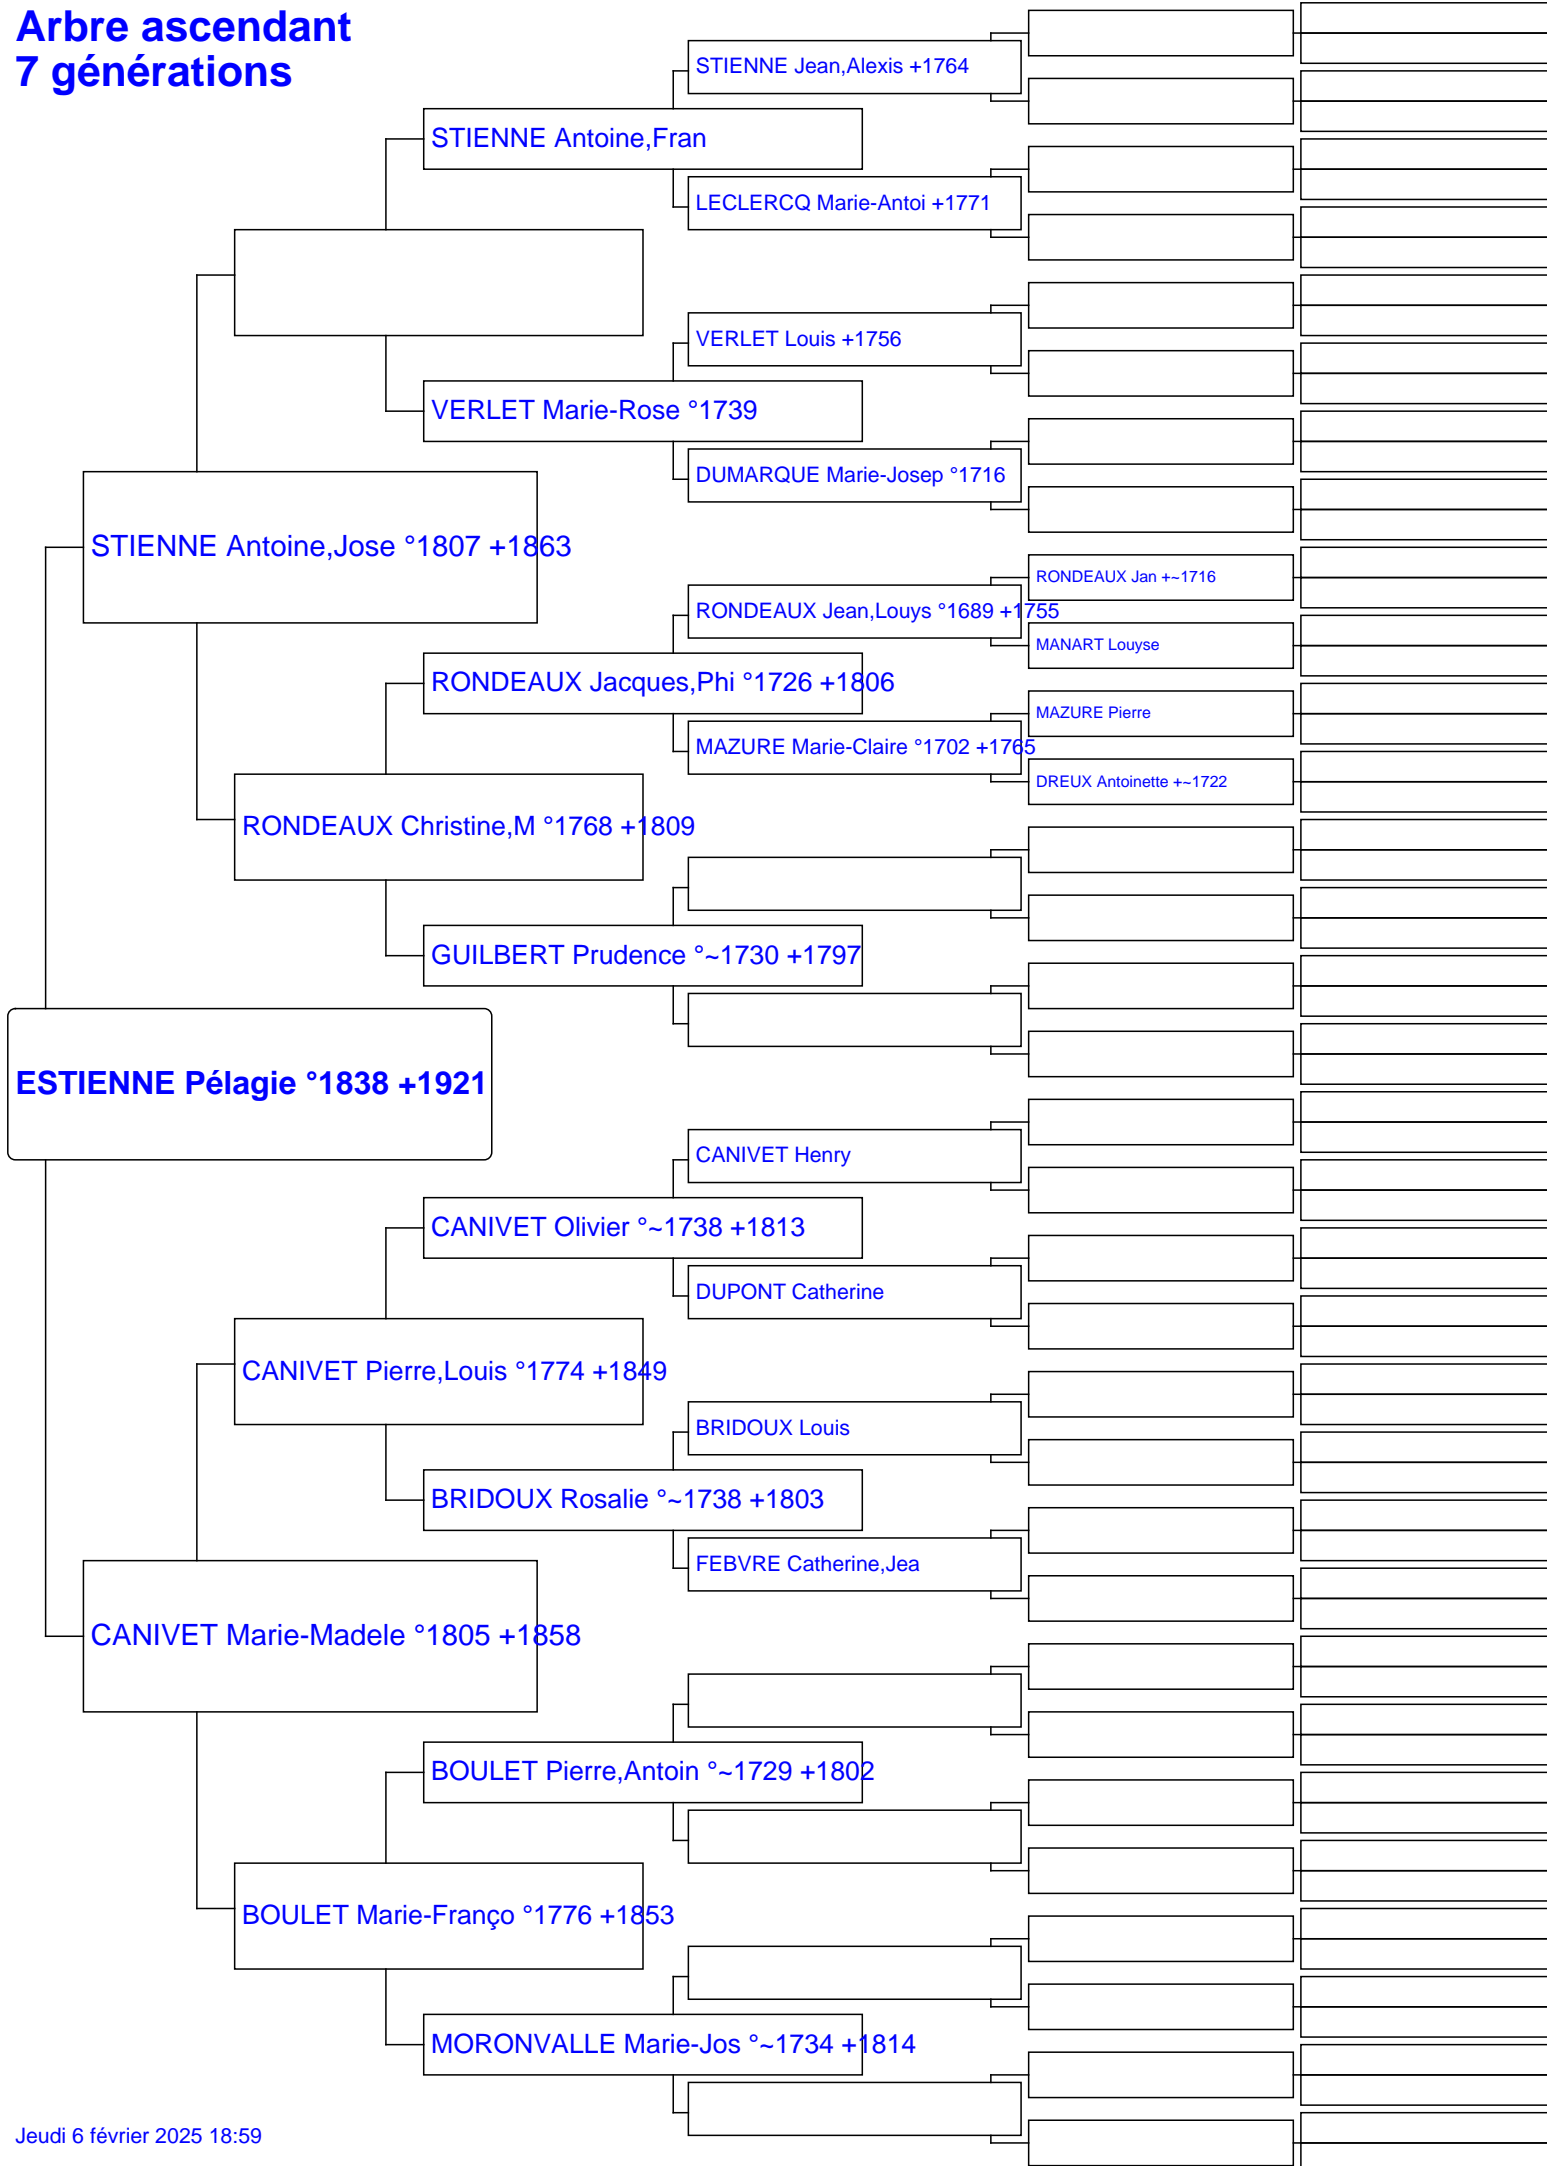 Arbre ascendant
7 générations
STIENNE Jean,Alexis +1764
STIENNE Antoine,Fran
LECLERCQ Marie-Antoi +1771
VERLET Louis +1756
VERLET Marie-Rose °1739
DUMARQUE Marie-Josep °1716
STIENNE Antoine,Jose °1807 +1863
RONDEAUX Jan +~1716
RONDEAUX Jean,Louys °1689 +1755
MANART Louyse
RONDEAUX Jacques,Phi °1726 +1806
MAZURE Pierre
MAZURE Marie-Claire °1702 +1765
DREUX Antoinette +~1722
RONDEAUX Christine,M °1768 +1809
GUILBERT Prudence °~1730 +1797
ESTIENNE Pélagie °1838 +1921
CANIVET Henry
CANIVET Olivier °~1738 +1813
DUPONT Catherine
CANIVET Pierre,Louis °1774 +1849
BRIDOUX Louis
BRIDOUX Rosalie °~1738 +1803
FEBVRE Catherine,Jea
CANIVET Marie-Madele °1805 +1858
BOULET Pierre,Antoin °~1729 +1802
BOULET Marie-Franço °1776 +1853
MORONVALLE Marie-Jos °~1734 +1814
Jeudi 6 février 2025 18:59